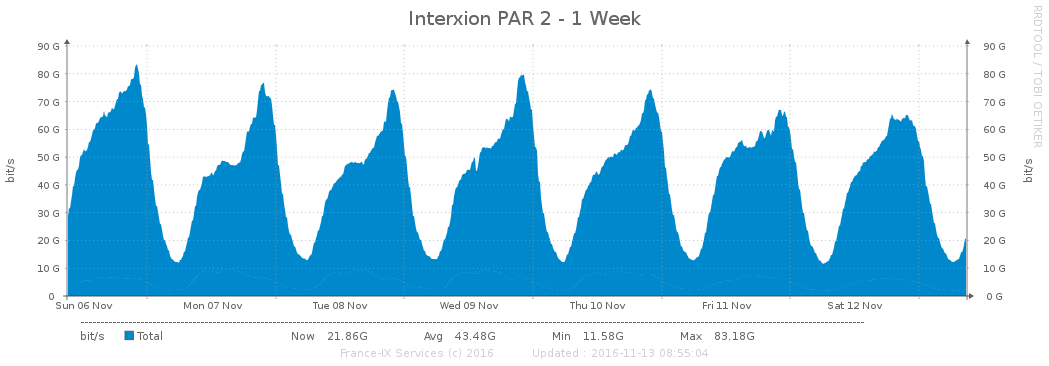 Interxion PAR 2 - 1 Week
RRDTOOL / TOBI OETIKER
90 G 90 G
80 G 80 G
70 G 70 G
60 G 60 G
50 G 50 G
40 G 40 G
30 G 30 G
20 G 20 G
10 G 10 G
0 0 G
bit/s
bit/s
Sun 06 Nov Mon 07 Nov Tue 08 Nov Wed 09 Nov Thu 10 Nov Fri 11 Nov Sat 12 Nov
bit/s Total Now 21.86G Avg 43.48G Min 11.58G Max 83.18G
France-IX Services (c) 2016 Updated : 2016-11-13 08:55:04